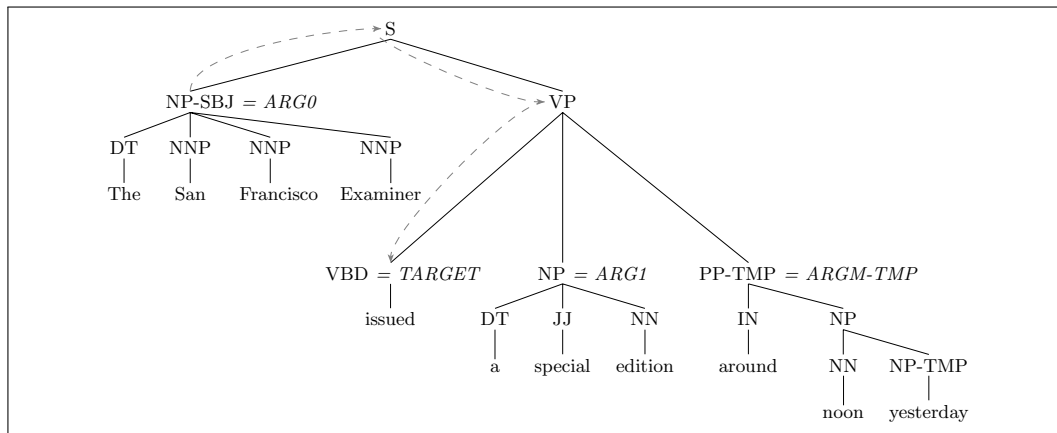 S
NP-SBJ = ARG0 VP
DT NNP NNP NNP
The San Francisco Examiner
VBD = TARGET NP = ARG1 PP-TMP = ARGM-TMP
issued DT JJ NN IN NP
a special edition around NN NP-TMP
noon yesterday